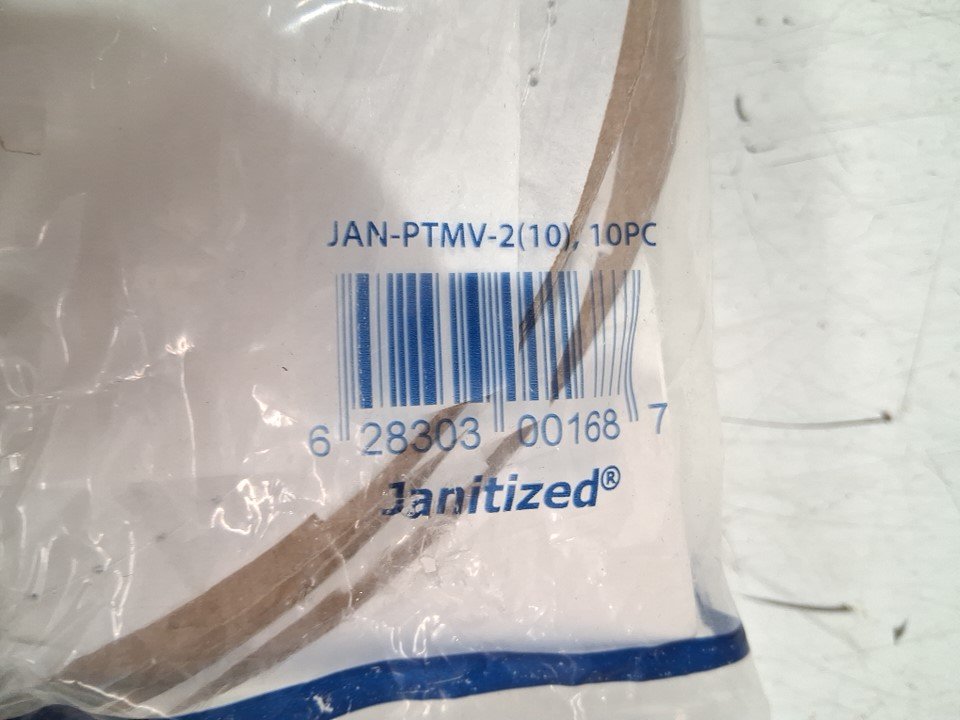 JAN-PTMV-2(10), 10PC
6 28303 00168 7
Janitized®